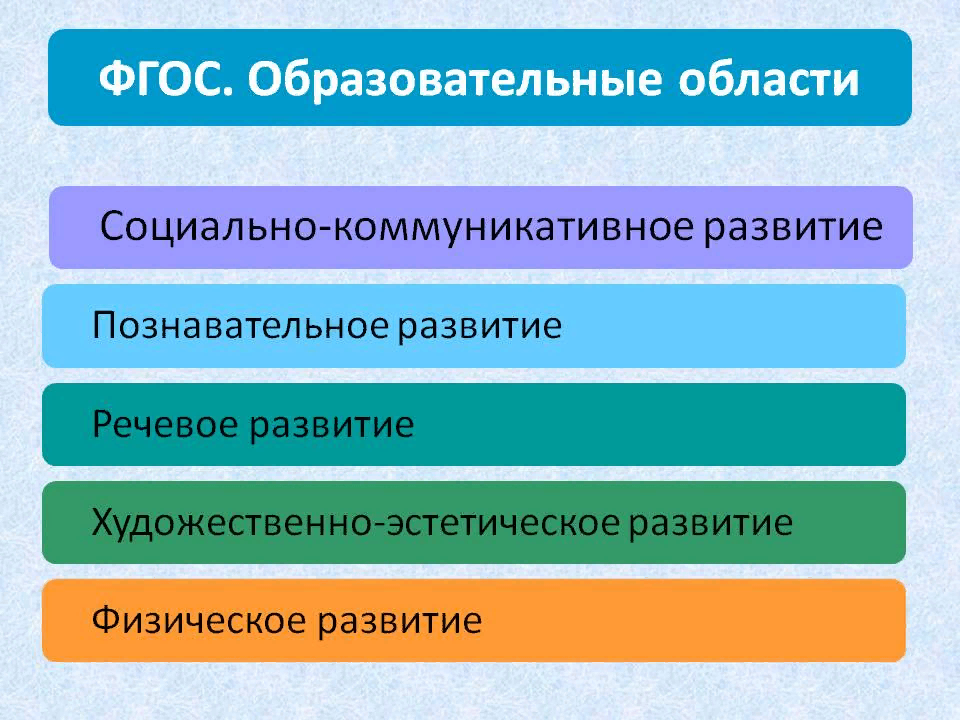 ФГОС. Образовательные области
Социально-коммуникативное развитие
Познавательное развитие
Речевое развитие
Художественно-эстетическое развитие
Физическое развитие